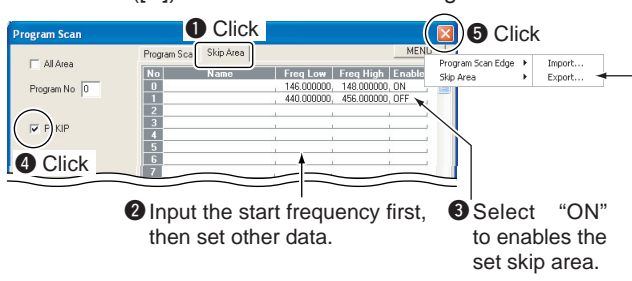 ❶ Click
Program Scan
❺ Click
All Area
Program Sca
Skip Area
MEN
Program No 0
No Name Freq Low Freq High Enable
0 146.000000, 148.000000, ON
1 440.000000, 456.000000, OFF
2
3
4
5
6
7
Program Scan Edge
Skip Area
Import...
Export...
P KIP
❹ Click
❷ Input the start frequency first,
then set other data.
❸ Select “ON”
to enables the
set skip area.